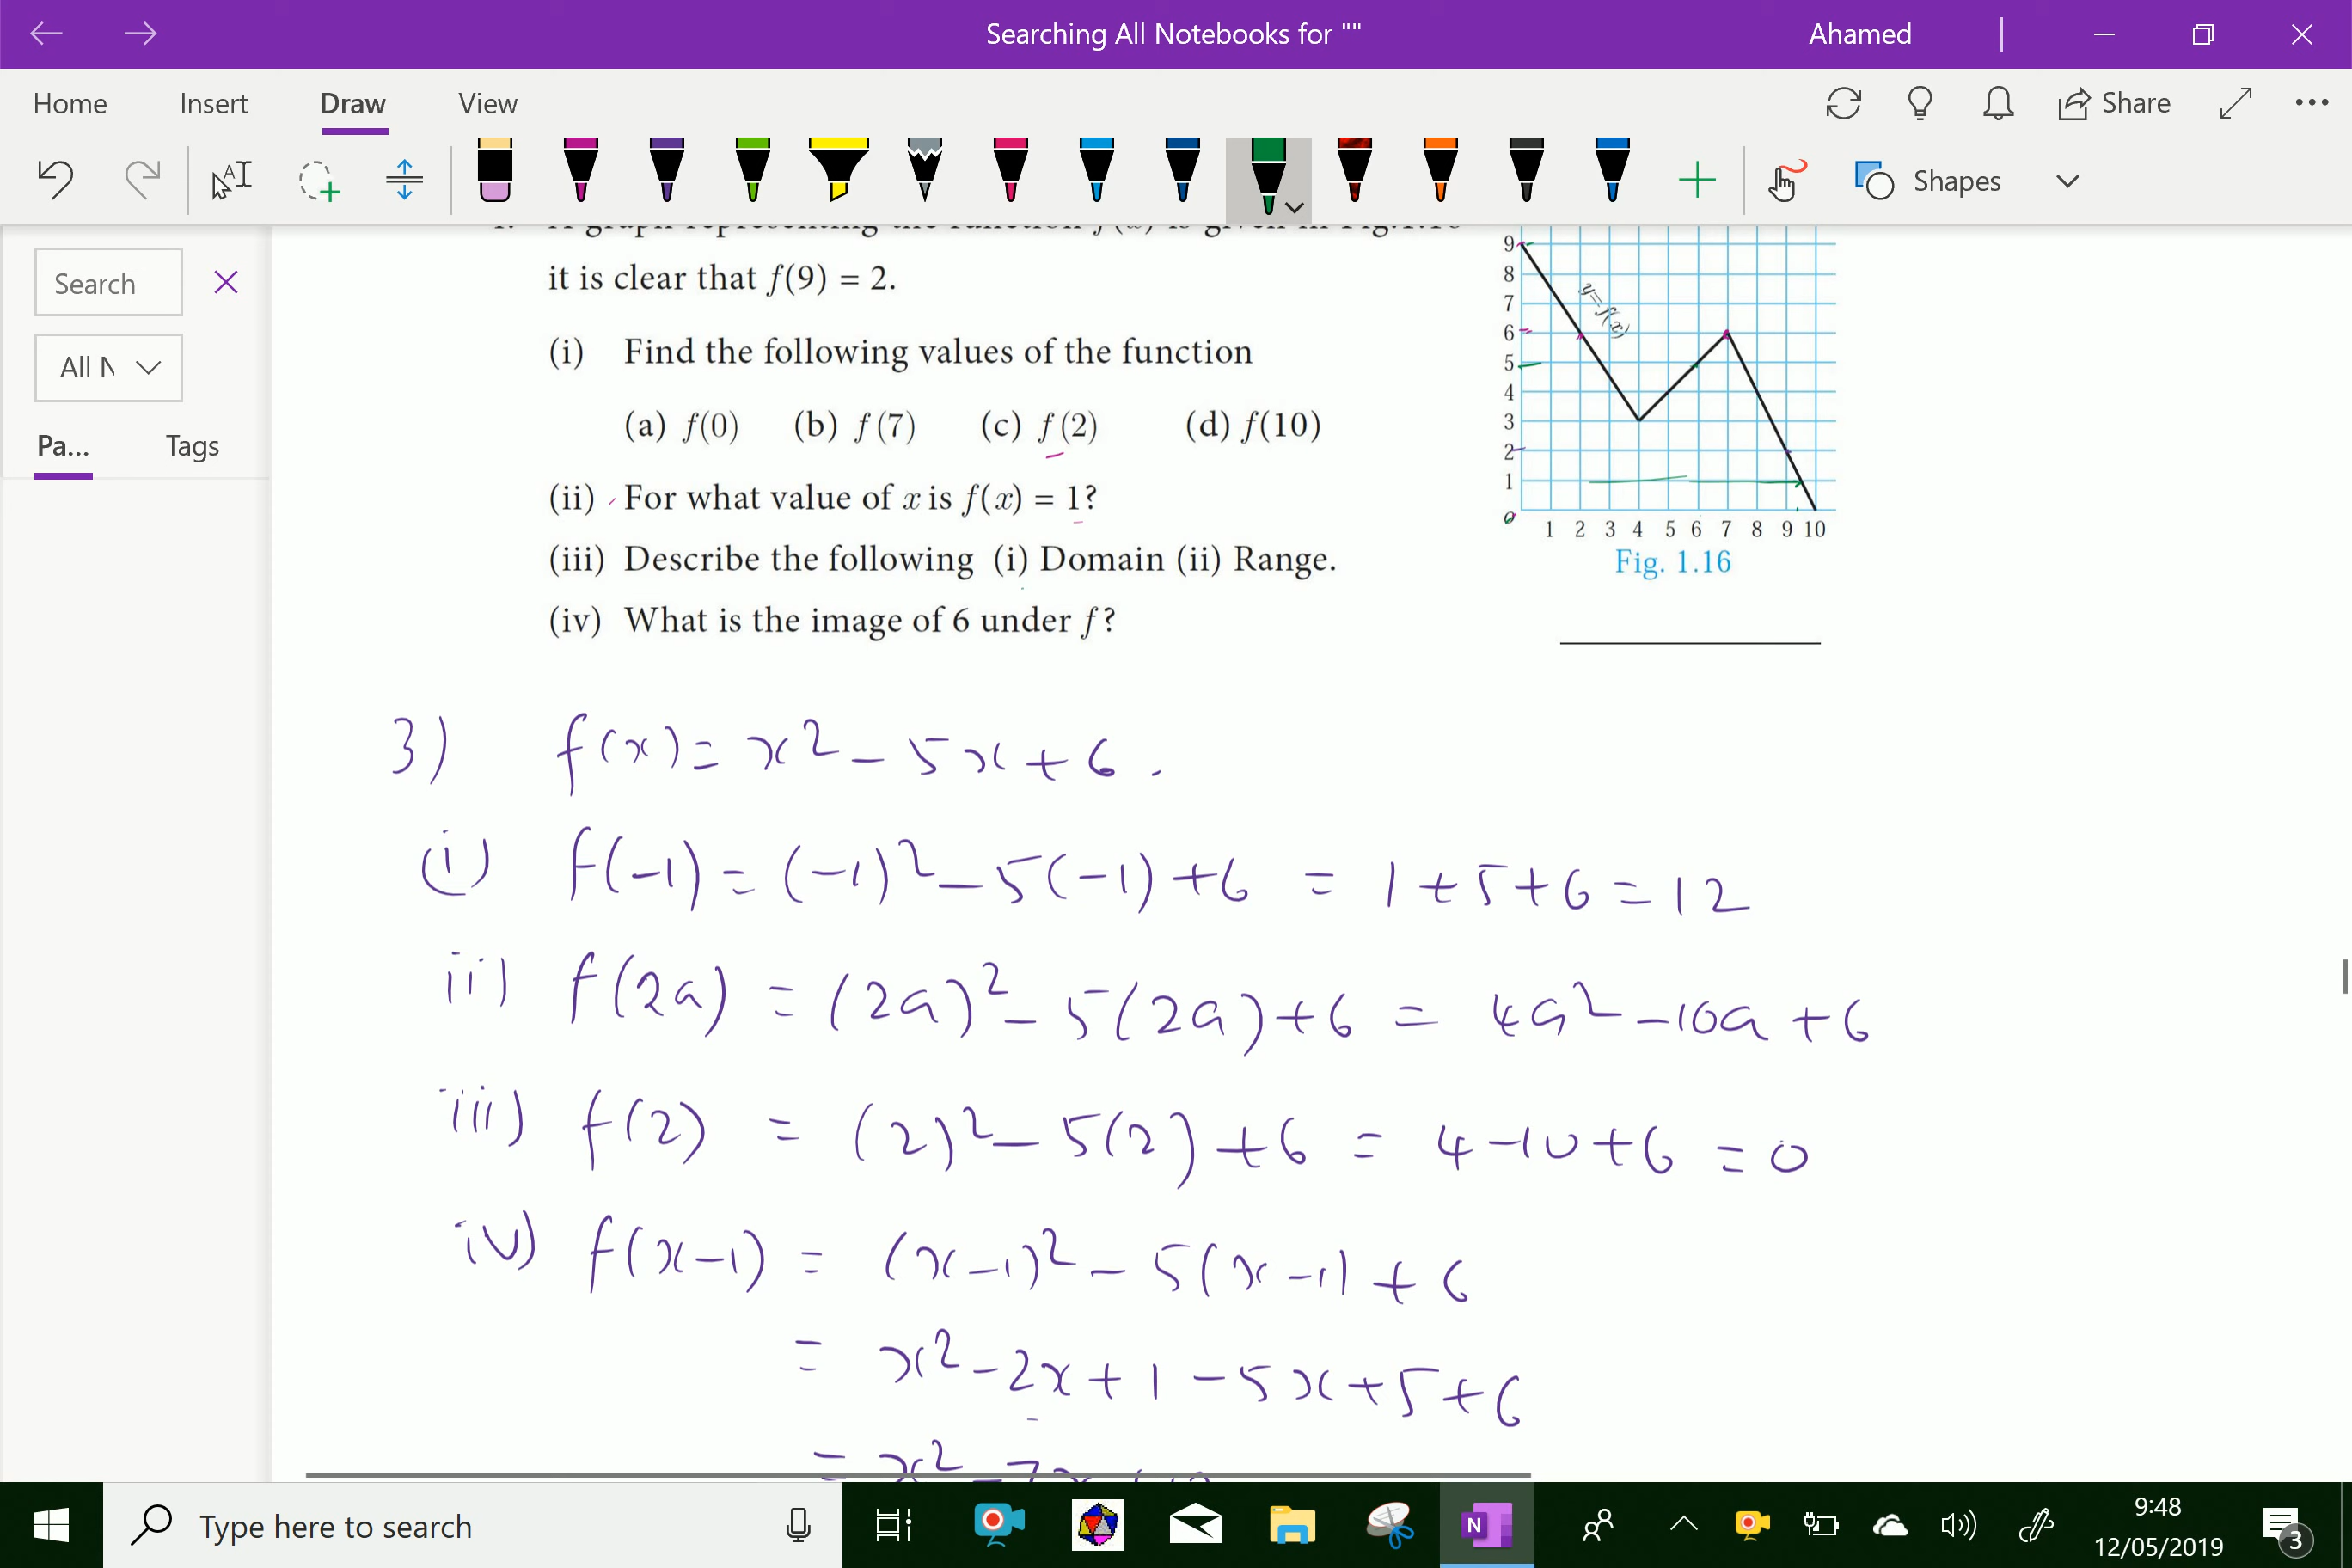 Searching All Notebooks for ""
Ahamed
Home Insert Draw View
Share
Shapes
Search
All N
Pa... Tags
it is clear that f(9) = 2.
(i) Find the following values of the function
(a) f(0) (b) f(7) (c) f(2) (d) f(10)
(ii) For what value of x is f(x) = 1?
(iii) Describe the following (i) Domain (ii) Range.
(iv) What is the image of 6 under f?
9
8
7
6
5
4
3
2
1
0
y=f(x)
1 2 3 4 5 6 7 8 9 10
Fig. 1.16
3) f(x) = x² - 5x + 6.
(i) f(-1) = (-1)² - 5(-1) + 6 = 1 + 5 + 6 = 12
ii) f(2a) = (2a)² - 5(2a) + 6 = 4a² - 10a + 6
iii) f(2) = (2)² - 5(2) + 6 = 4 - 10 + 6 = 0
iv) f(x-1) = (x-1)² - 5(x-1) + 6
= x² - 2x + 1 - 5x + 5 + 6
= x² - 7x
Type here to search
N
9:48
12/05/2019
3